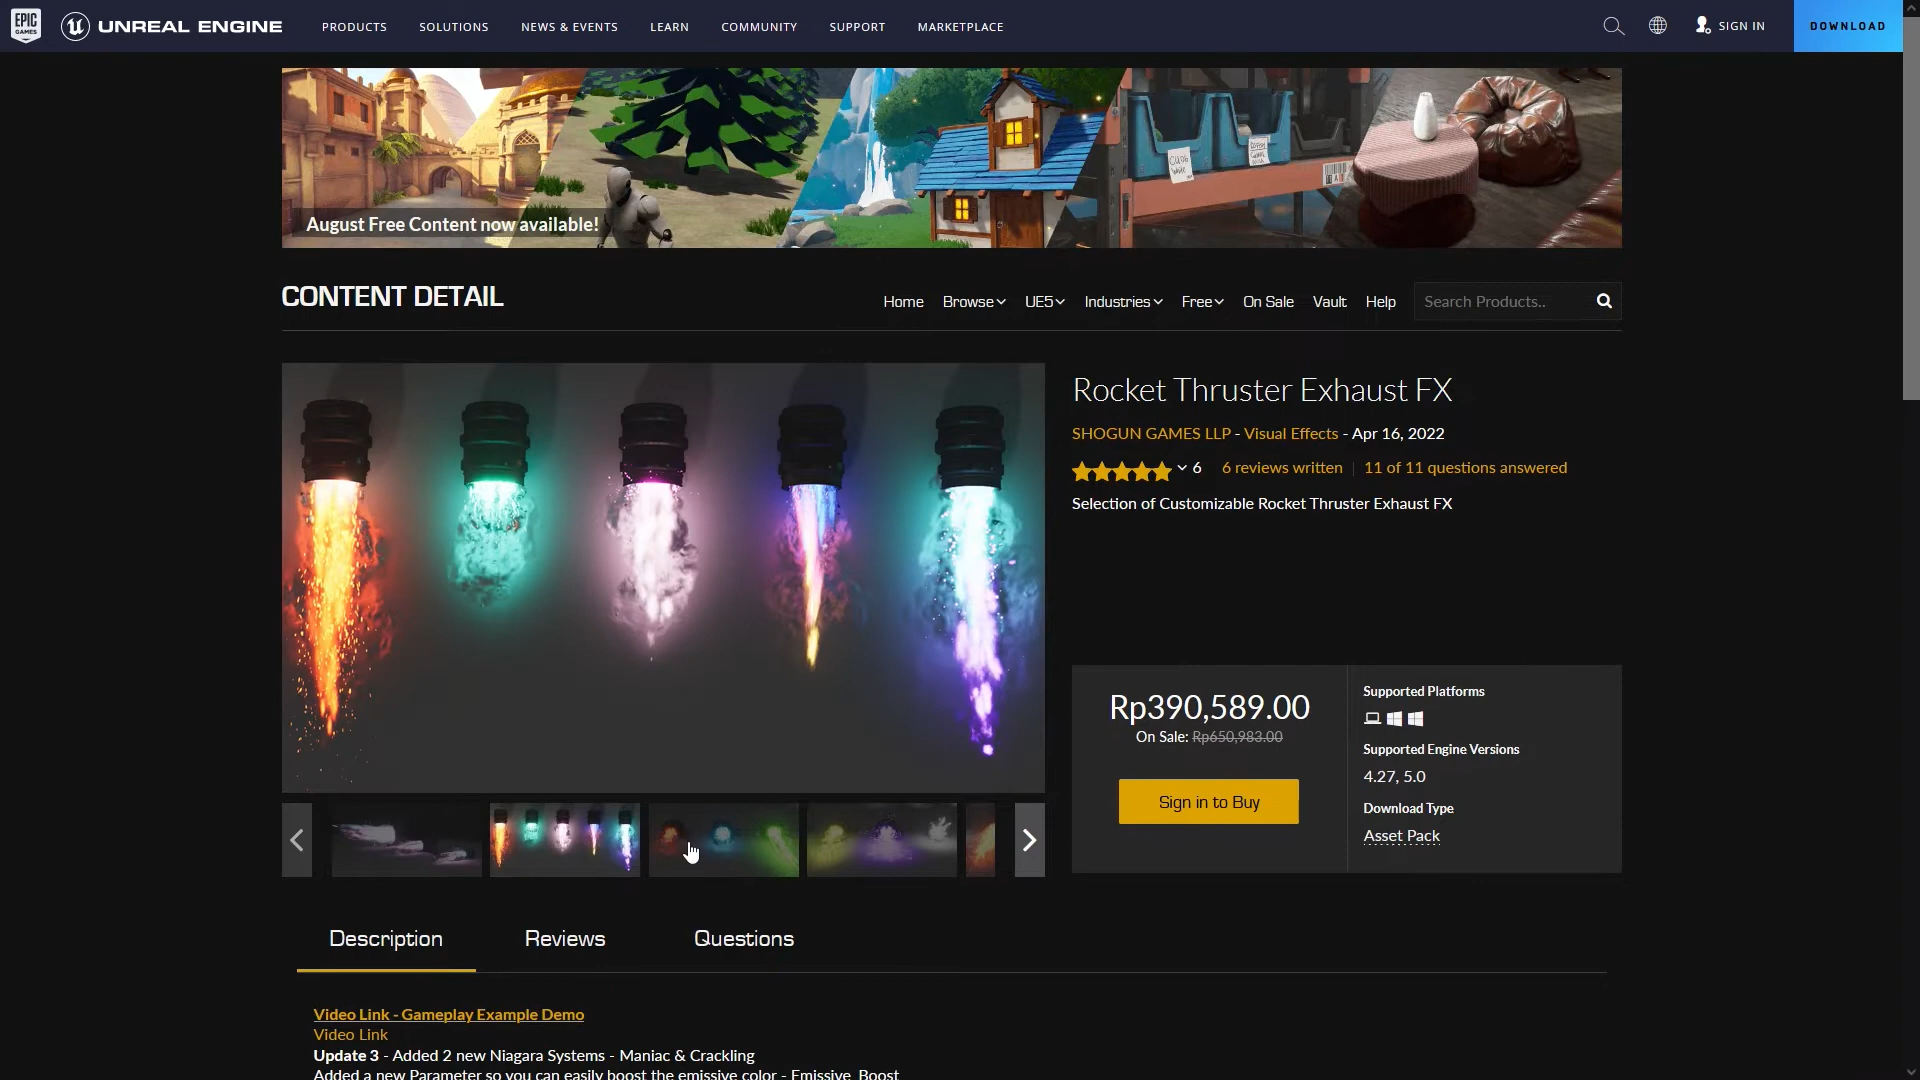 EPIC GAMES
UNREAL ENGINE
PRODUCTS
SOLUTIONS
NEWS & EVENTS
LEARN
COMMUNITY
SUPPORT
MARKETPLACE
SIGN IN
DOWNLOAD
August Free Content now available!
CONTENT DETAIL
Home
Browse
UE5
Industries
Free
On Sale
Vault
Help
Search Products..
Rocket Thruster Exhaust FX
SHOGUN GAMES LLP - Visual Effects - Apr 16, 2022
6 6 reviews written | 11 of 11 questions answered
Selection of Customizable Rocket Thruster Exhaust FX
Rp390,589.00
On Sale: Rp650,983.00
Sign in to Buy
Supported Platforms
Supported Engine Versions
4.27, 5.0
Download Type
Asset Pack
Description
Reviews
Questions
Video Link - Gameplay Example Demo
Video Link
Update 3 - Added 2 new Niagara Systems - Maniac & Crackling
Added a new Parameter so you can easily boost the emissive color - Emissive_Boost